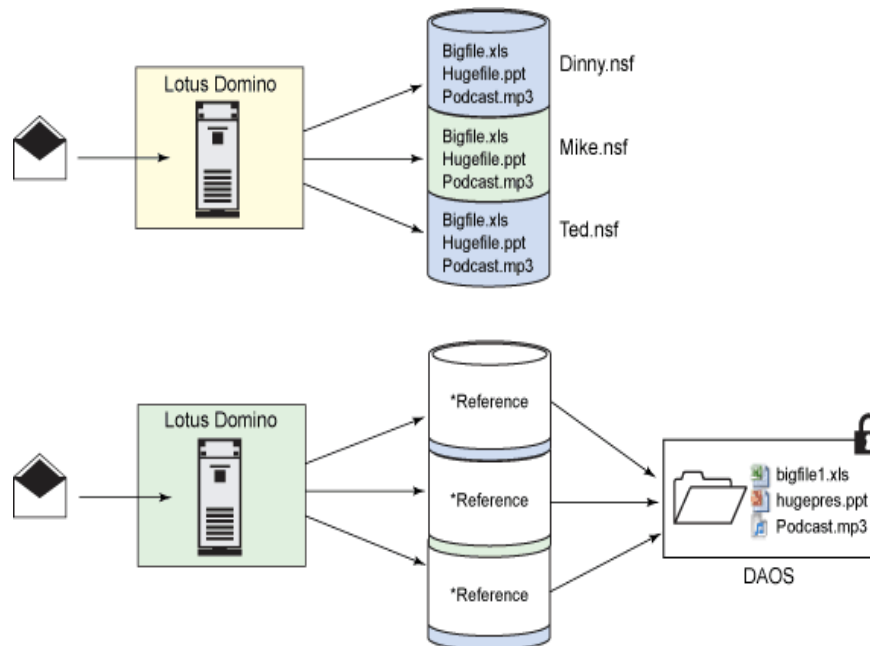 Lotus Domino
Bigfile.xls
Hugefile.ppt
Podcast.mp3
Dinny.nsf
Bigfile.xls
Hugefile.ppt
Podcast.mp3
Mike.nsf
Bigfile.xls
Hugefile.ppt
Podcast.mp3
Ted.nsf
Lotus Domino
*Reference
*Reference
*Reference
bigfile1.xls
hugepres.ppt
Podcast.mp3
DAOS